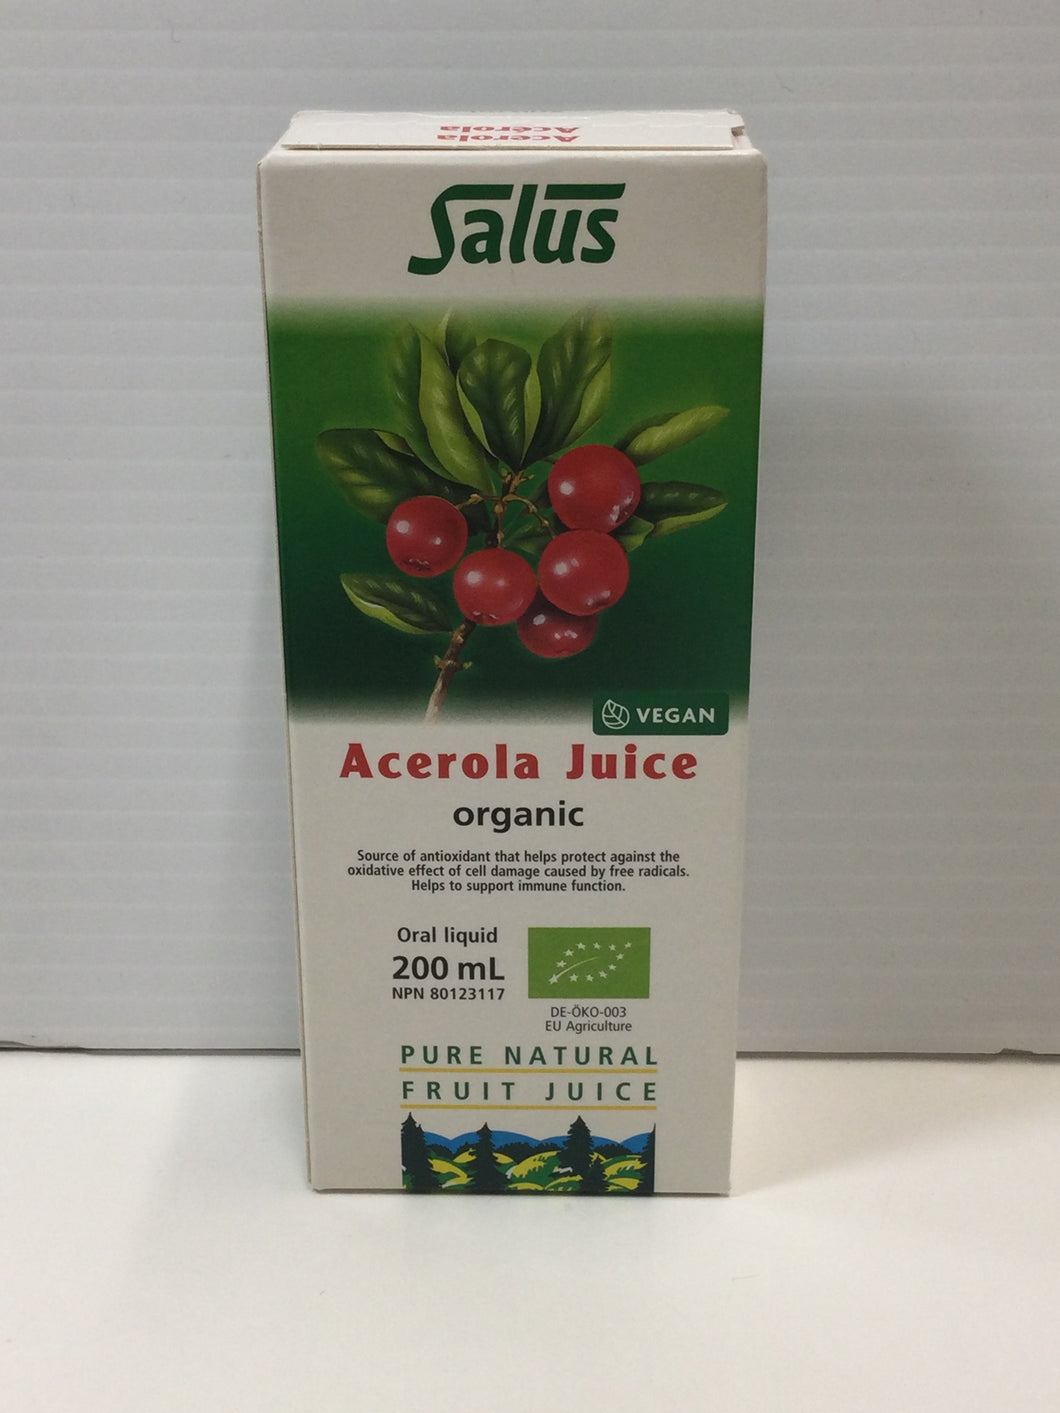 Acerola
Acérola
Salus
VEGAN
Acerola Juice
organic
Source of antioxidant that helps protect against the
oxidative effect of cell damage caused by free radicals.
Helps to support immune function.
Oral liquid
200 mL
NPN 80123117
DE-ÖKO-003
EU Agriculture
PURE NATURAL
FRUIT JUICE